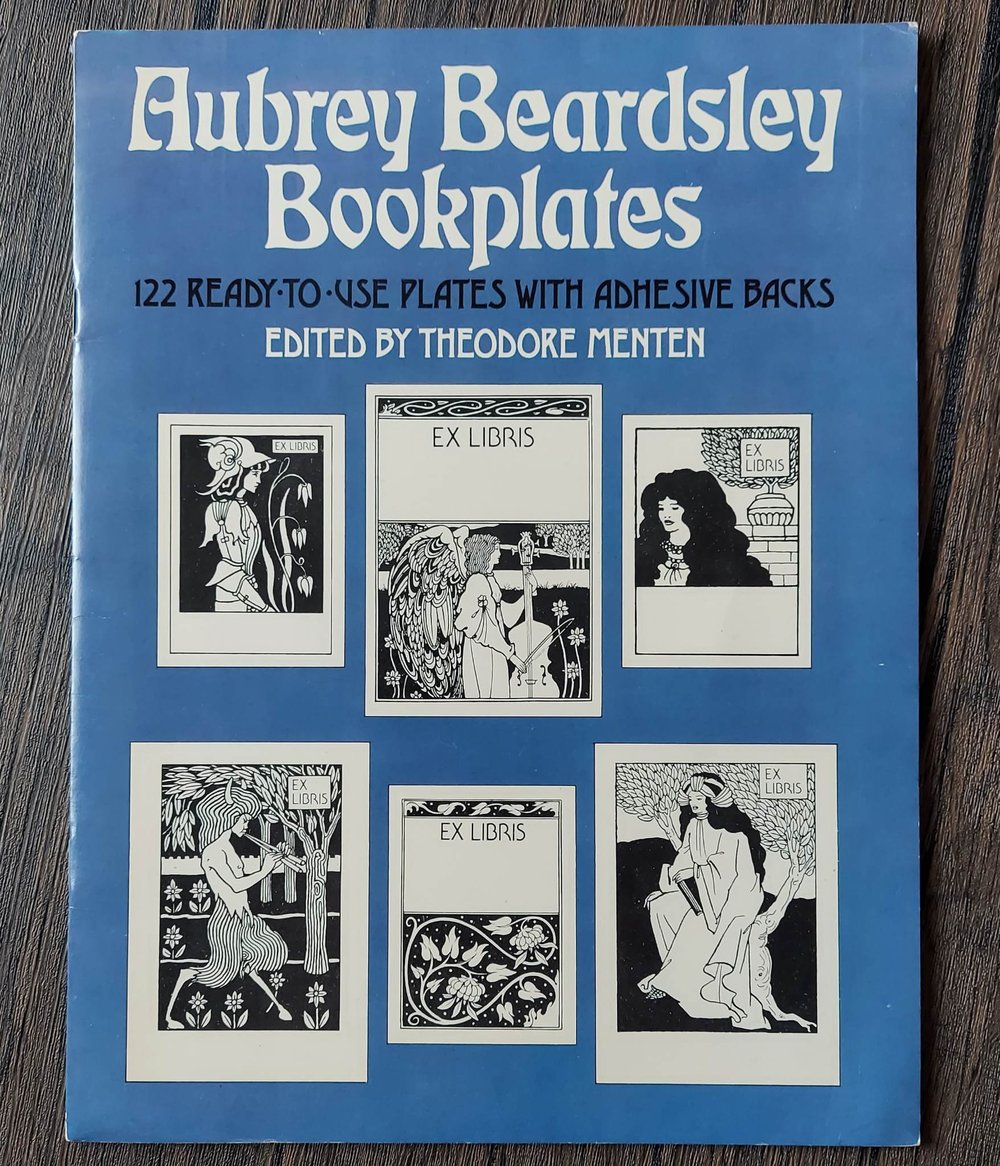 Aubrey Beardsley
Bookplates
122 READY·TO·USE PLATES WITH ADHESIVE BACKS
EDITED BY THEODORE MENTEN
EX LIBRIS
EX LIBRIS
EX
LIBRIS
EX
LIBRIS
EX LIBRIS
EX
LIBRIS